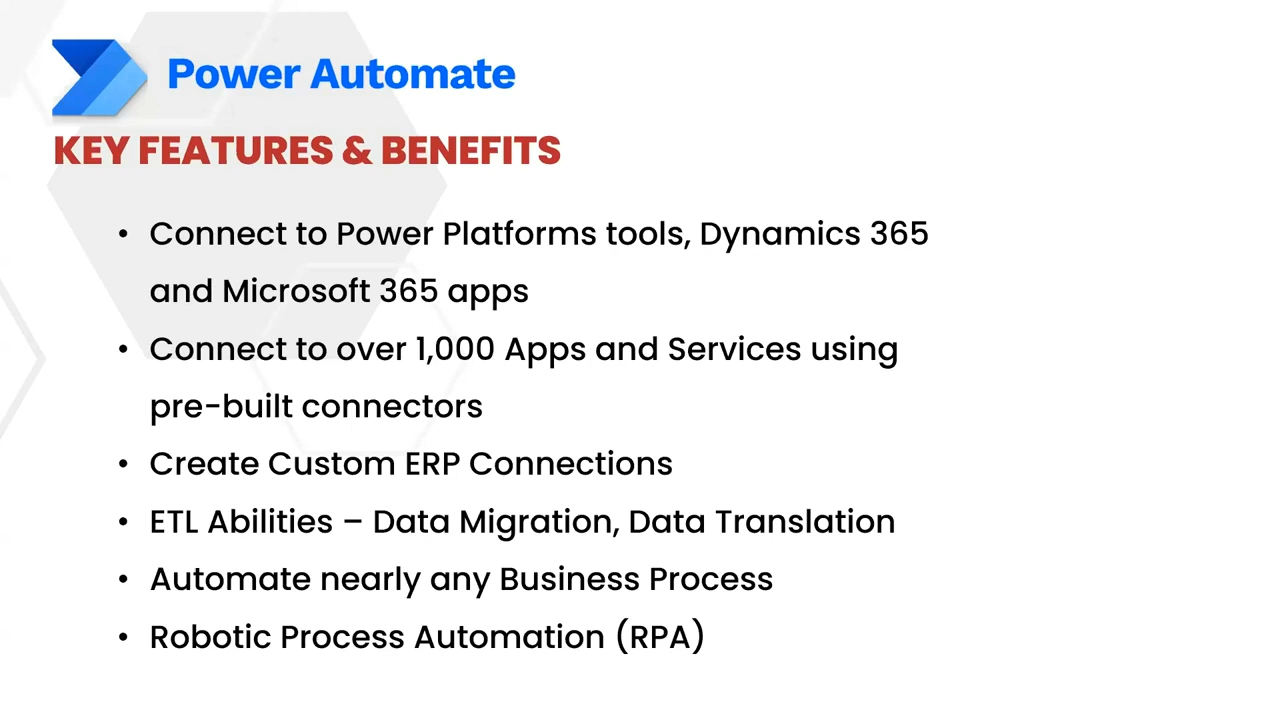 Power Automate
KEY FEATURES & BENEFITS
• Connect to Power Platforms tools, Dynamics 365
and Microsoft 365 apps
• Connect to over 1,000 Apps and Services using
pre-built connectors
• Create Custom ERP Connections
• ETL Abilities – Data Migration, Data Translation
• Automate nearly any Business Process
• Robotic Process Automation (RPA)